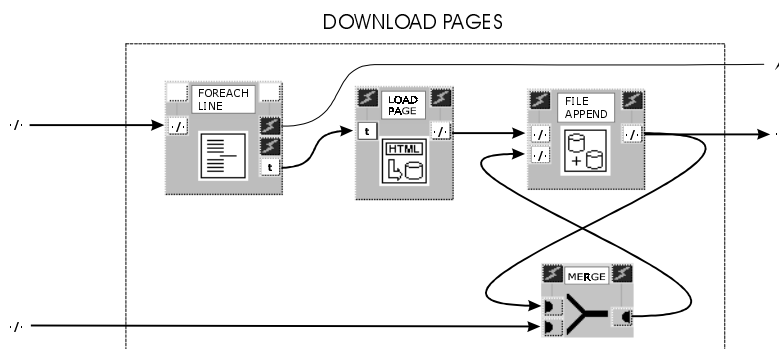 DOWNLOAD PAGES
FOREACH
LINE
LOAD
PAGE
FILE
APPEND
·/·
·/·
t
·/·
·/·
·/·
·/·
t
HTML
+
MERGE
·/·